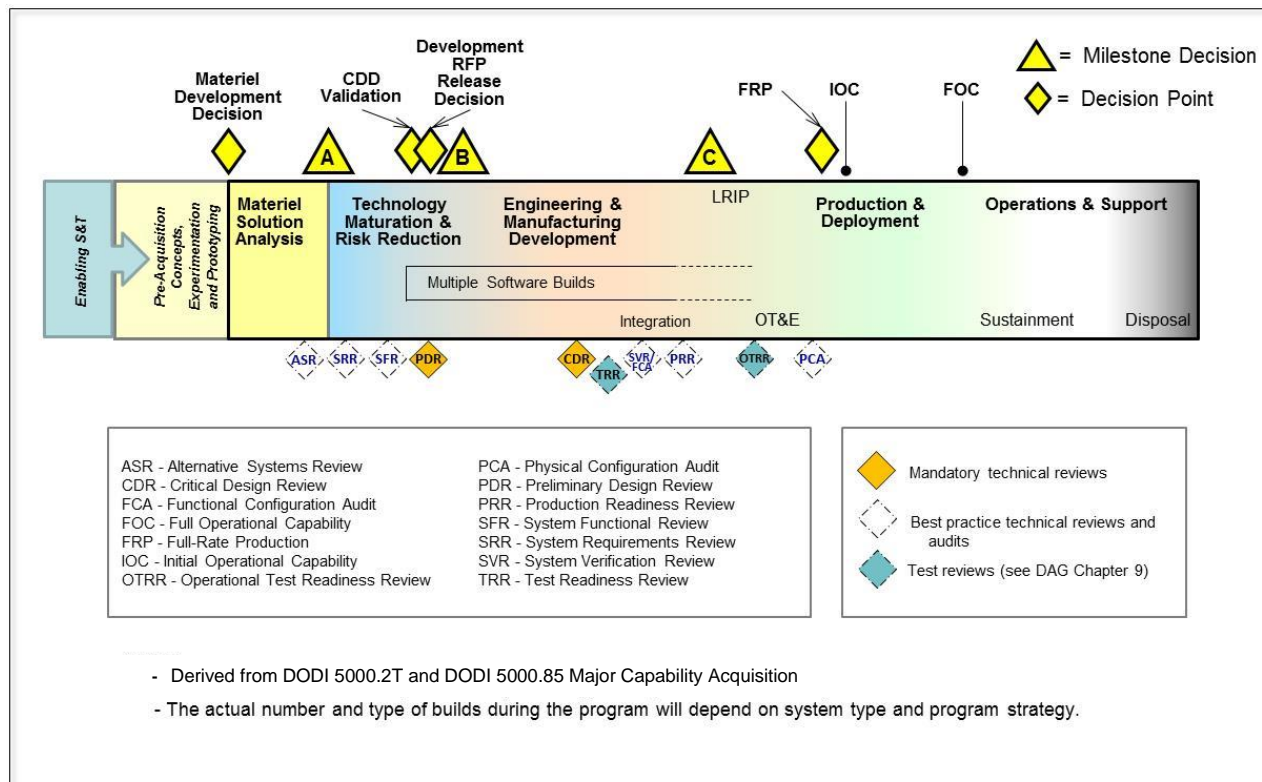 Materiel
Development
Decision
CDD
Validation
Development
RFP
Release
Decision
FRP
IOC
FOC
= Milestone Decision
= Decision Point
A
B
C
Enabling S&T
Pre-Acquisition
Concepts,
Experimentation
and Prototyping
Materiel
Solution
Analysis
Technology
Maturation &
Risk Reduction
Engineering &
Manufacturing
Development
LRIP
Production &
Deployment
Operations & Support
Multiple Software Builds
Integration
OT&E
Sustainment
Disposal
ASR
SRR
SFR
PDR
CDR
TRR
SVR/
FCA
PRR
OTRR
PCA
ASR - Alternative Systems Review
CDR - Critical Design Review
FCA - Functional Configuration Audit
FOC - Full Operational Capability
FRP - Full-Rate Production
IOC - Initial Operational Capability
OTRR - Operational Test Readiness Review
PCA - Physical Configuration Audit
PDR - Preliminary Design Review
PRR - Production Readiness Review
SFR - System Functional Review
SRR - System Requirements Review
SVR - System Verification Review
TRR - Test Readiness Review
Mandatory technical reviews
Best practice technical reviews and
audits
Test reviews (see DAG Chapter 9)
- Derived from DODI 5000.2T and DODI 5000.85 Major Capability Acquisition
- The actual number and type of builds during the program will depend on system type and program strategy.